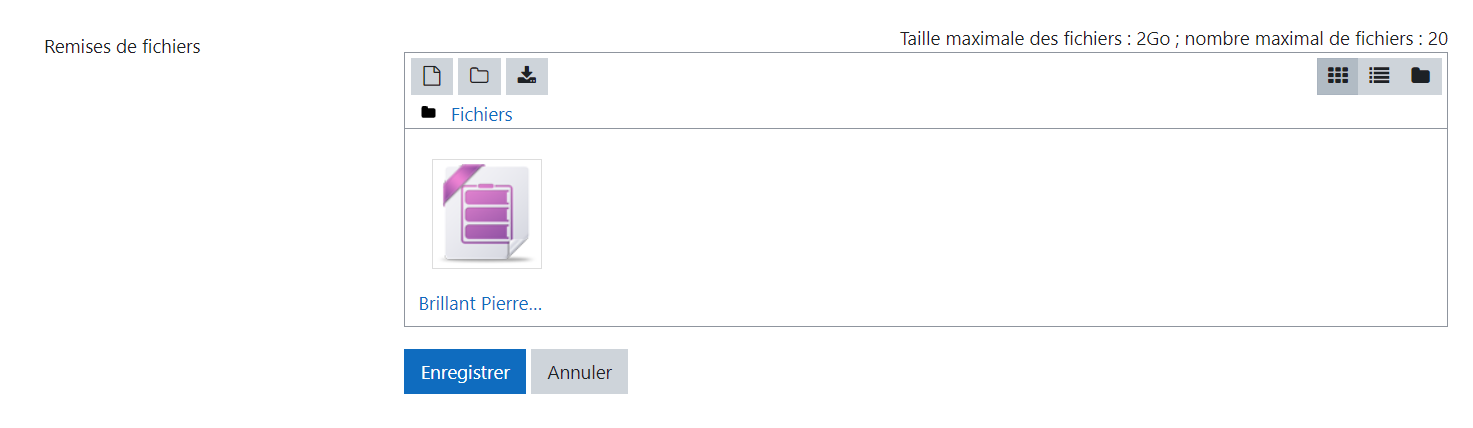 Remises de fichiers
Taille maximale des fichiers : 2Go ; nombre maximal de fichiers : 20
Fichiers
Brillant Pierre...
Enregistrer
Annuler